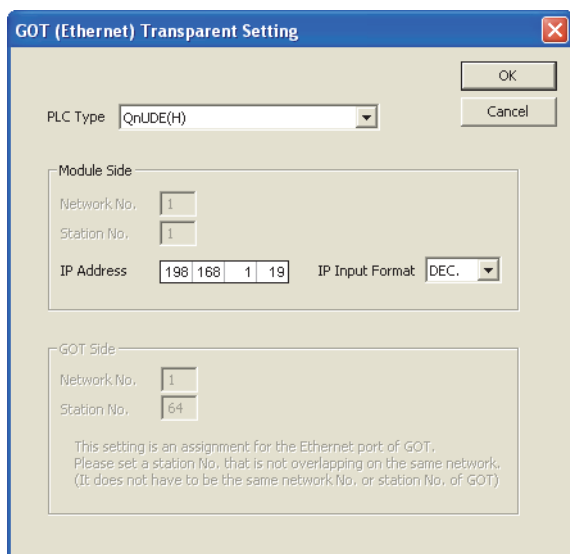 GOT (Ethernet) Transparent Setting
OK
PLC Type QnUDE(H)
Cancel
Module Side
Network No. 1
Station No. 1
IP Address 198 168 1 19 IP Input Format DEC.
GOT Side
Network No. 1
Station No. 64
This setting is an assignment for the Ethernet port of GOT.
Please set a station No. that is not overlapping on the same network.
(It does not have to be the same network No. or station No. of GOT)